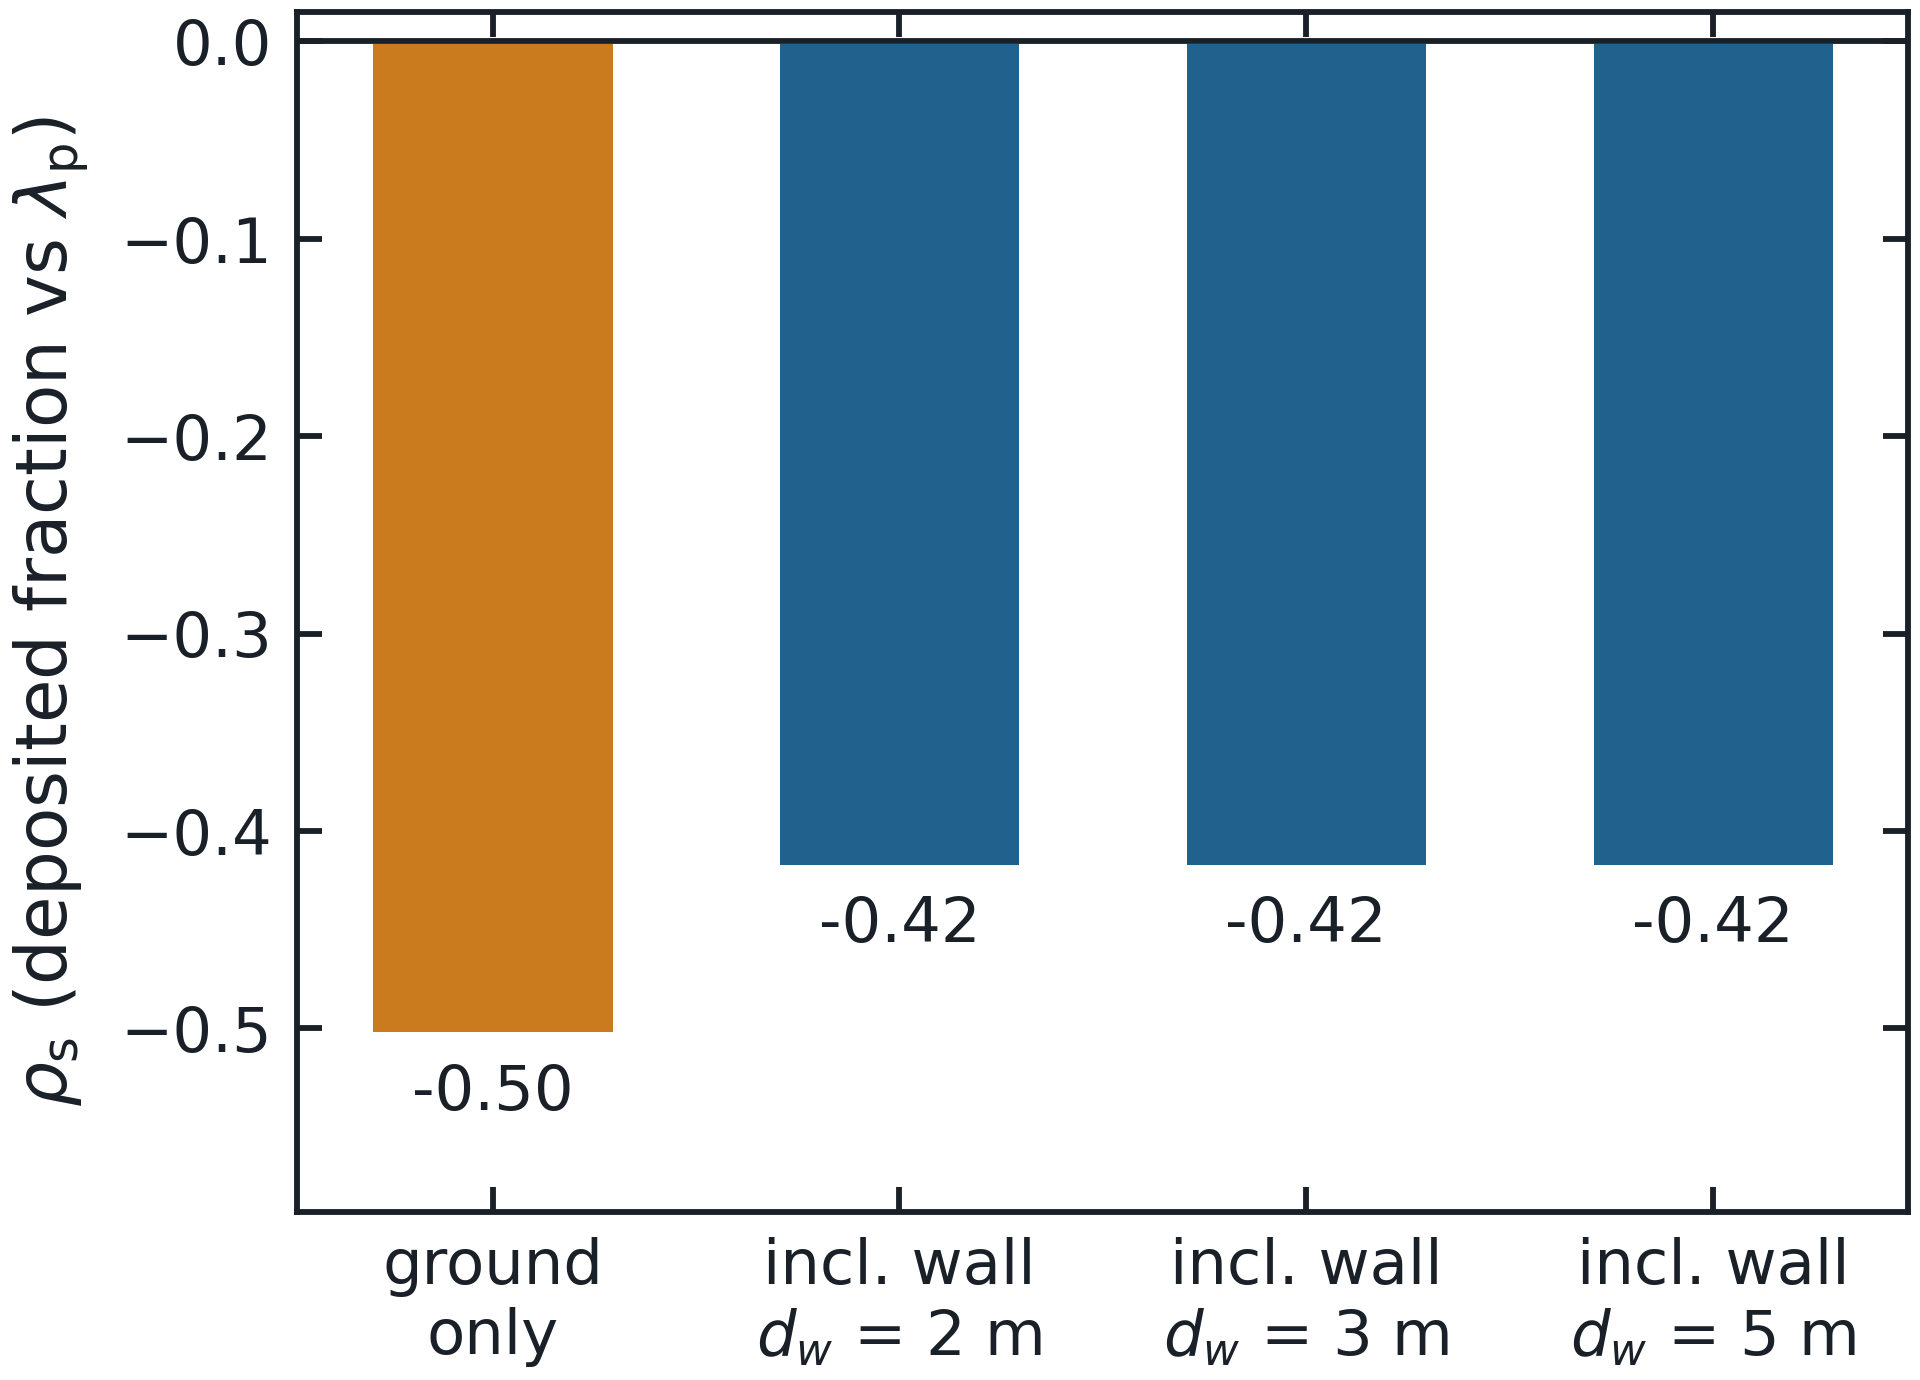 ρs (deposited fraction vs λp)
0.0
−0.1
−0.2
−0.3
−0.4
−0.5
-0.50
-0.42
-0.42
-0.42
ground
only
incl. wall
dw = 2 m
incl. wall
dw = 3 m
incl. wall
dw = 5 m